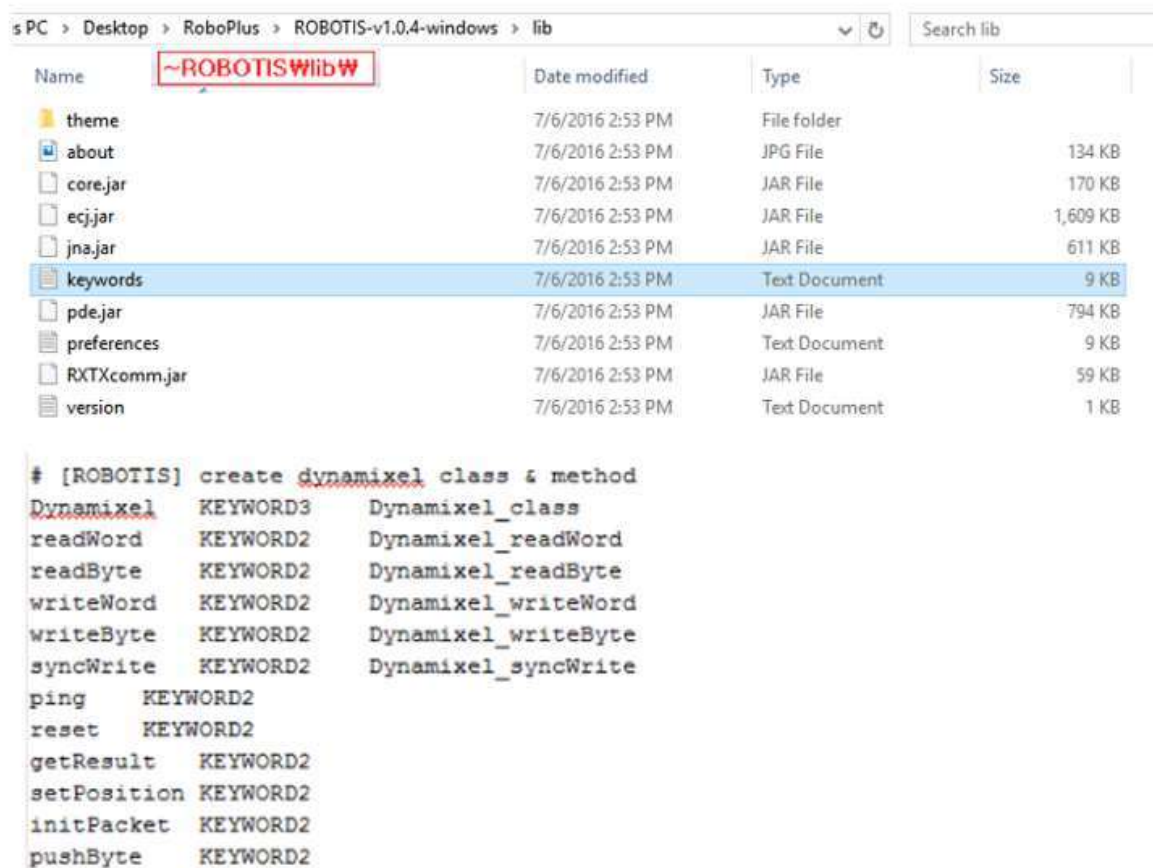 s PC > Desktop > RoboPlus > ROBOTIS-v1.0.4-windows > lib Search lib
~ROBOTIS₩lib₩
Name Date modified Type Size
theme 7/6/2016 2:53 PM File folder
about 7/6/2016 2:53 PM JPG File 134 KB
core.jar 7/6/2016 2:53 PM JAR File 170 KB
ecj.jar 7/6/2016 2:53 PM JAR File 1,609 KB
jna.jar 7/6/2016 2:53 PM JAR File 611 KB
keywords 7/6/2016 2:53 PM Text Document 9 KB
pde.jar 7/6/2016 2:53 PM JAR File 794 KB
preferences 7/6/2016 2:53 PM Text Document 9 KB
RXTXcomm.jar 7/6/2016 2:53 PM JAR File 59 KB
version 7/6/2016 2:53 PM Text Document 1 KB
# [ROBOTIS] create dynamixel class & method
Dynamixel KEYWORD3 Dynamixel_class
readWord KEYWORD2 Dynamixel_readWord
readByte KEYWORD2 Dynamixel_readByte
writeWord KEYWORD2 Dynamixel_writeWord
writeByte KEYWORD2 Dynamixel_writeByte
syncWrite KEYWORD2 Dynamixel_syncWrite
ping KEYWORD2
reset KEYWORD2
getResult KEYWORD2
setPosition KEYWORD2
initPacket KEYWORD2
pushByte KEYWORD2